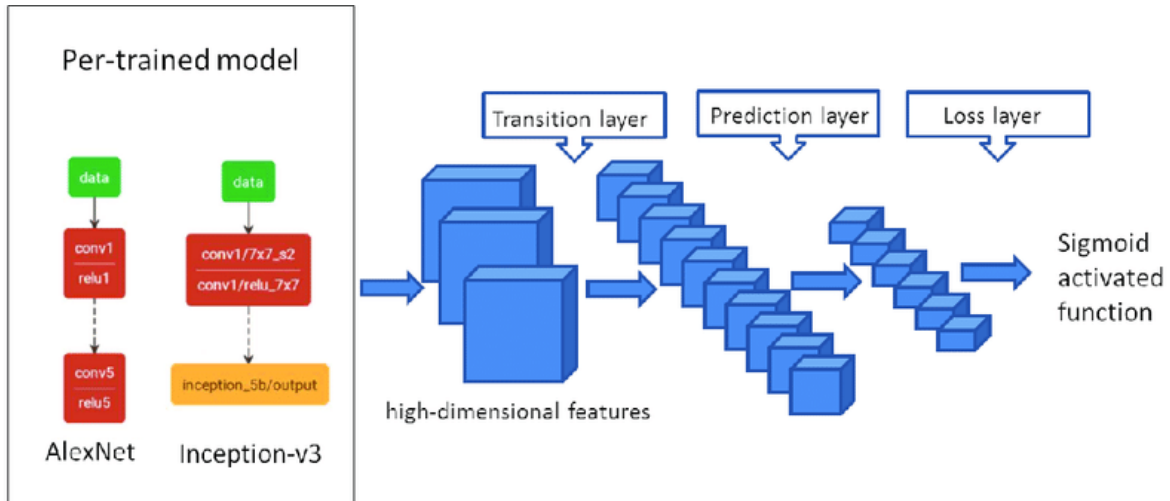 Per-trained model
data
conv1
relu1
conv5
relu5
AlexNet
data
conv1/7x7_s2
conv1/relu_7x7
inception_5b/output
Inception-v3
high-dimensional features
Transition layer
Prediction layer
Loss layer
Sigmoid
activated
function